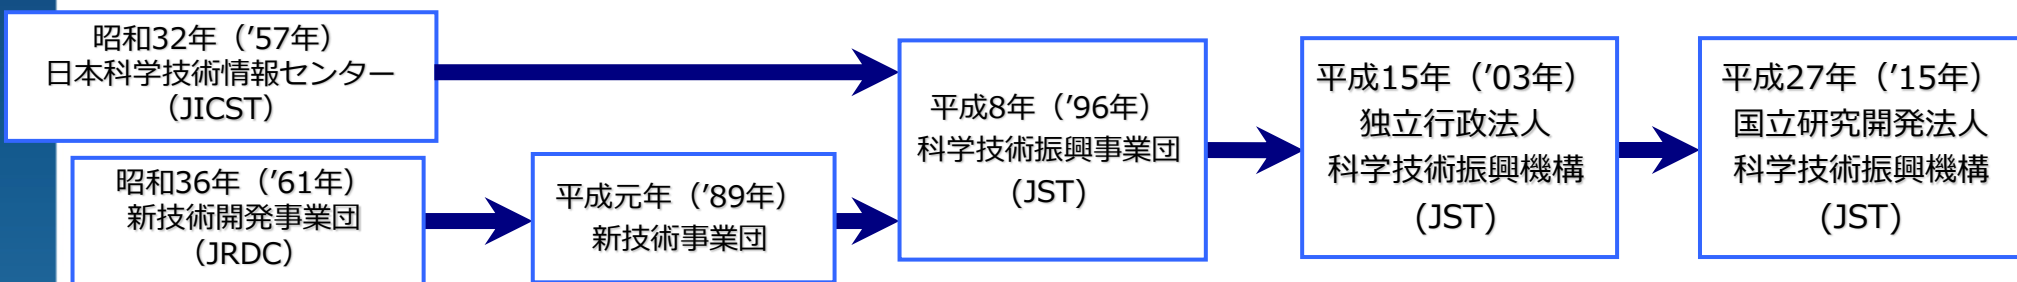 昭和32年（’57年）
日本科学技術情報センター
（JICST）
昭和36年（’61年）
新技術開発事業団
（JRDC）
平成元年（’89年）
新技術事業団
平成8年（’96年）
科学技術振興事業団
(JST)
平成15年（’03年）
独立行政法人
科学技術振興機構
(JST)
平成27年（’15年）
国立研究開発法人
科学技術振興機構
(JST)